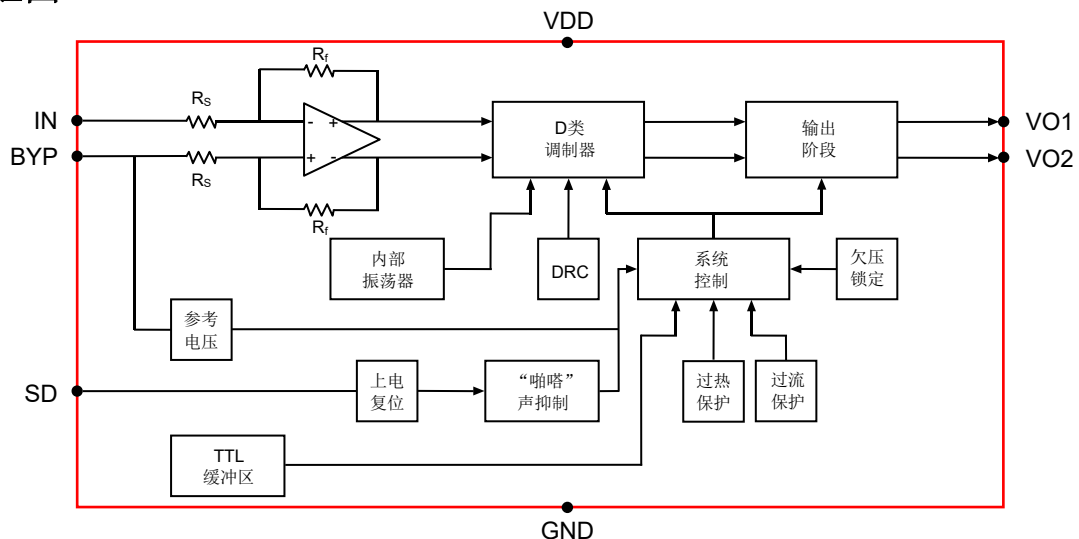 VDD
Rf
RS
IN
- +
D类
调制器
输出
阶段
VO1
BYP
+ -
VO2
RS
Rf
内部
振荡器
DRC
系统
控制
欠压
锁定
参考
电压
SD
上电
复位
“啪嗒”
声抑制
过热
保护
过流
保护
TTL
缓冲区
GND